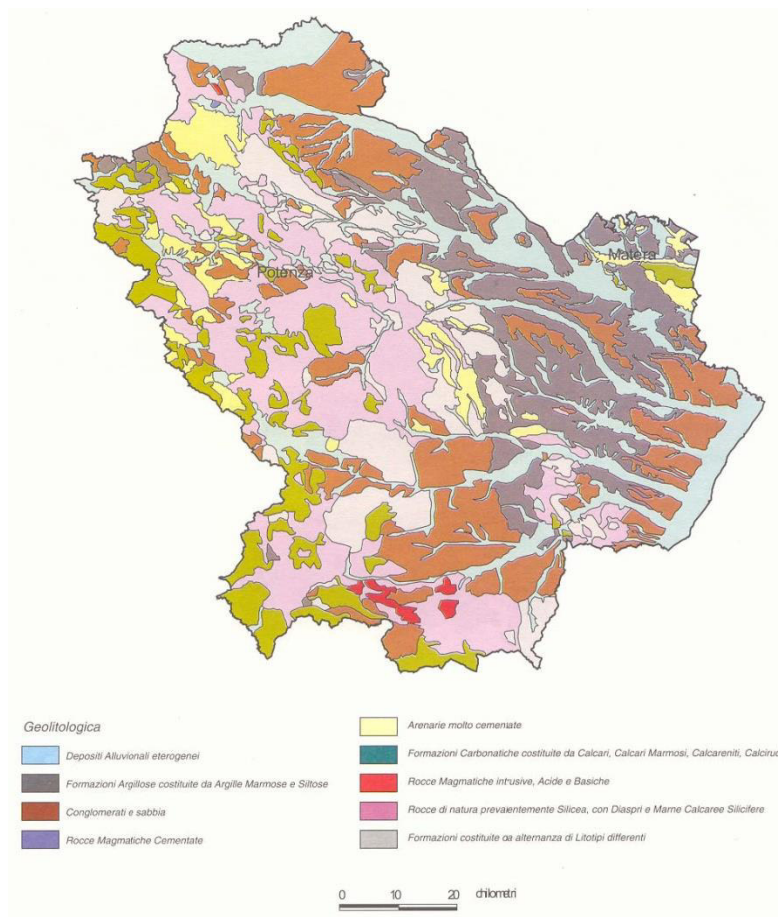 Matera
Potenza
Geolitologica
Depositi Alluvionali eterogenei
Formazioni Argillose costituite da Argille Marmose e Siltose
Conglomerati e sabbia
Rocce Magmatiche Cementate
Arenarie molto cementate
Formazioni Carbonatiche costituite da Calcari, Calcari Marmosi, Calcareniti, Calciruc
Rocce Magmatiche intrusive, Acide e Basiche
Rocce di natura prevalentemente Silicea, con Diaspri e Marne Calcaree Silicifere
Formazioni costituite da alternanza di Litotipi differenti
0 10 20 chilometri